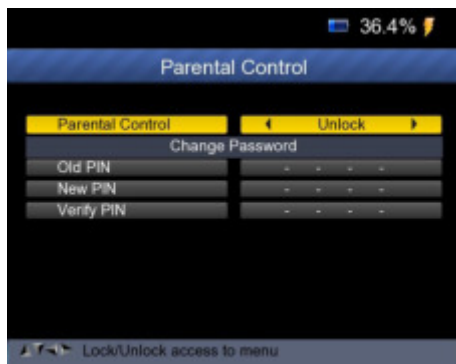 36.4%
Parental Control
Parental Control Unlock
Change Password
Old PIN - - - -
New PIN - - - -
Verify PIN - - - -
Lock/Unlock access to menu